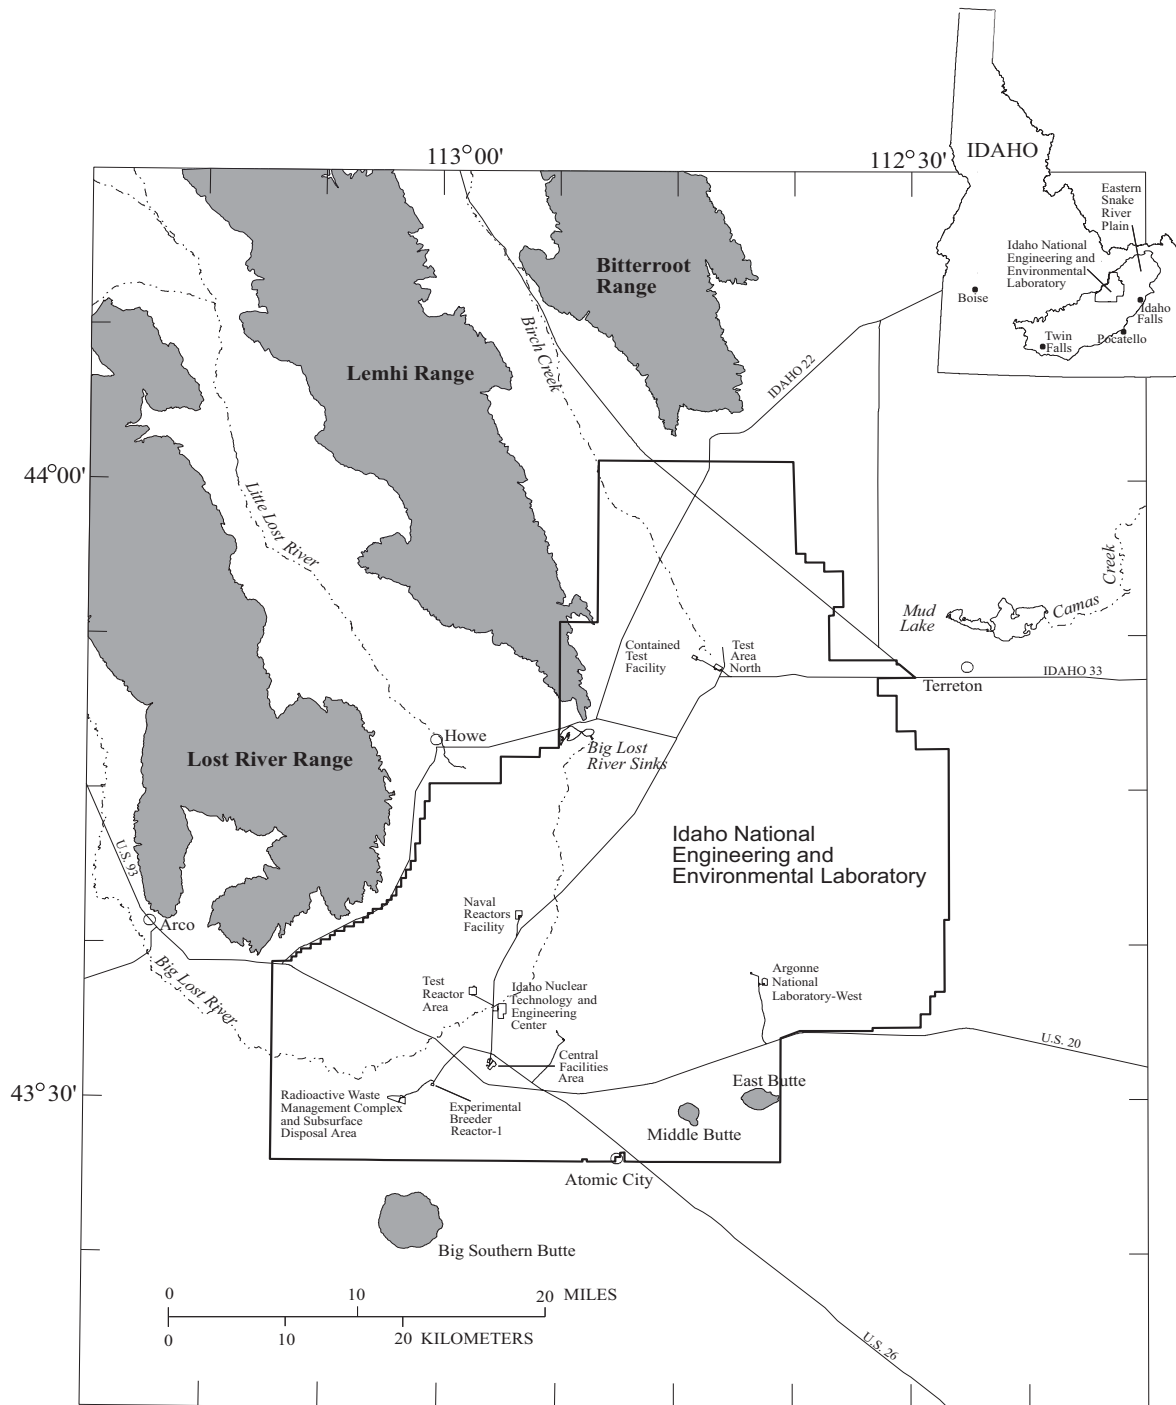 113°00'
112°30'
IDAHO
Eastern
Snake
River
Plain
Idaho National
Engineering and
Environmental
Laboratory
Boise
Idaho
Falls
Pocatello
Twin
Falls
Bitterroot
Range
Birch Creek
Lemhi Range
IDAHO 22
44°00'
Litte Lost River
Camas Creek
Mud
Lake
Contained
Test
Facility
Test
Area
North
IDAHO 33
Terreton
Howe
Big Lost
River Sinks
Lost River Range
Idaho National
Engineering and
Environmental Laboratory
U.S. 93
Naval
Reactors
Facility
Arco
Big Lost River
Test
Reactor
Area
Idaho Nuclear
Technology and
Engineering
Center
Argonne
National
Laboratory-West
U.S. 20
Central
Facilities
Area
43°30'
East Butte
Radioactive Waste
Management Complex
and Subsurface
Disposal Area
Experimental
Breeder
Reactor-1
Middle Butte
Atomic City
Big Southern Butte
0 10 20 MILES
0 10 20 KILOMETERS
U.S. 26